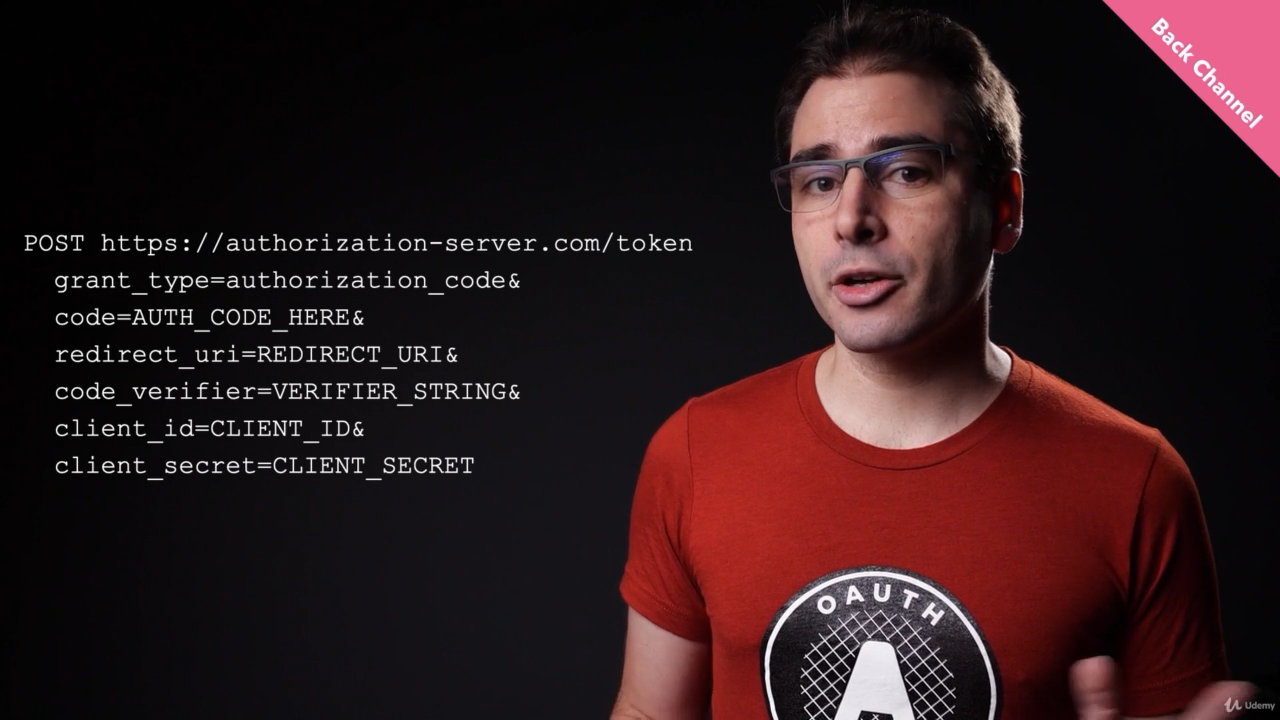 Back Channel
POST https://authorization-server.com/token
grant_type=authorization_code&
code=AUTH_CODE_HERE&
redirect_uri=REDIRECT_URI&
code_verifier=VERIFIER_STRING&
client_id=CLIENT_ID&
client_secret=CLIENT_SECRET
OAUTH
A
Udemy